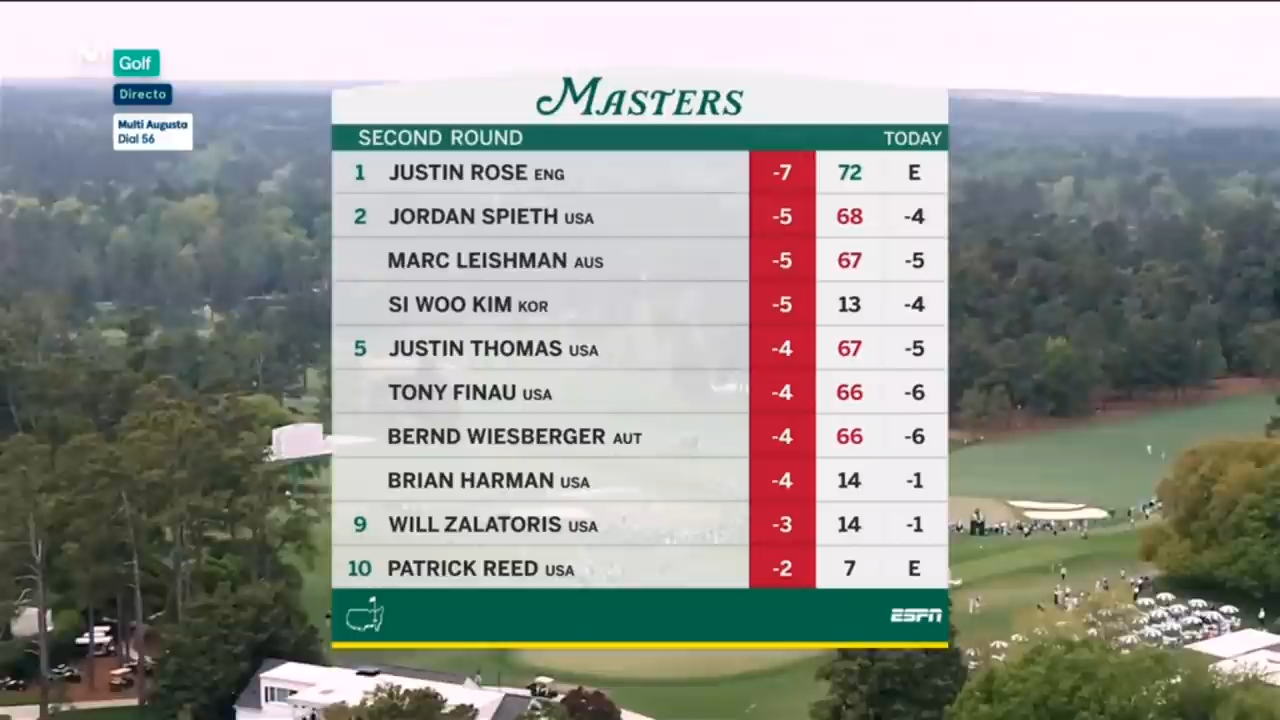 Golf
Directo
Multi Augusta
Dial 56
MASTERS
SECOND ROUND TODAY
1 JUSTIN ROSE ENG -7 72 E
2 JORDAN SPIETH USA -5 68 -4
MARC LEISHMAN AUS -5 67 -5
SI WOO KIM KOR -5 13 -4
5 JUSTIN THOMAS USA -4 67 -5
TONY FINAU USA -4 66 -6
BERND WIESBERGER AUT -4 66 -6
BRIAN HARMAN USA -4 14 -1
9 WILL ZALATORIS USA -3 14 -1
10 PATRICK REED USA -2 7 E
ESPN